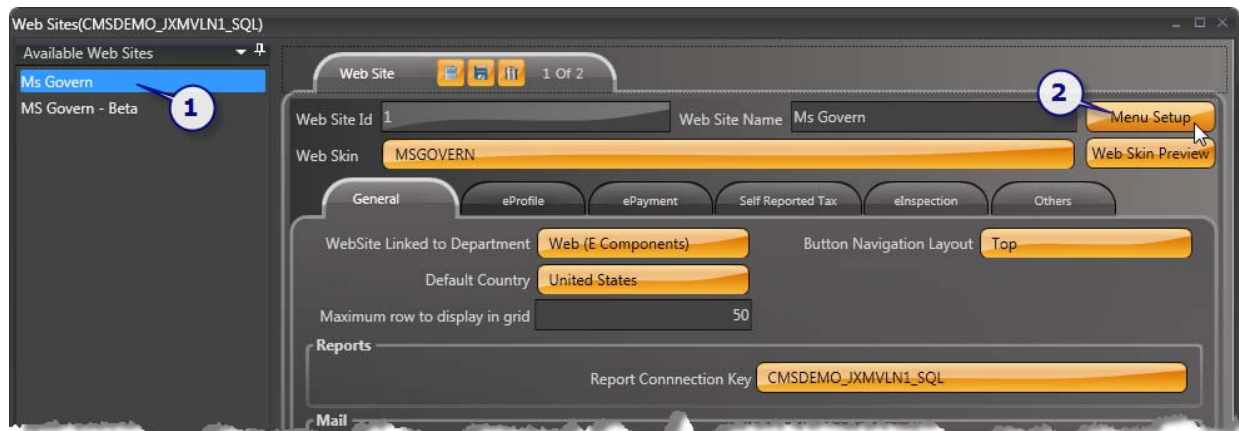 Web Sites(CMSDEMO_JXMVLN1_SQL)
Available Web Sites
Ms Govern
MS Govern - Beta
1
Web Site 1 Of 2
2
Web Site Id 1 Web Site Name Ms Govern Menu Setup
Web Skin MSGOVERN Web Skin Preview
General eProfile ePayment Self Reported Tax eInspection Others
WebSite Linked to Department Web (E Components) Button Navigation Layout Top
Default Country United States
Maximum row to display in grid 50
Reports
Report Connnection Key CMSDEMO_JXMVLN1_SQL
Mail